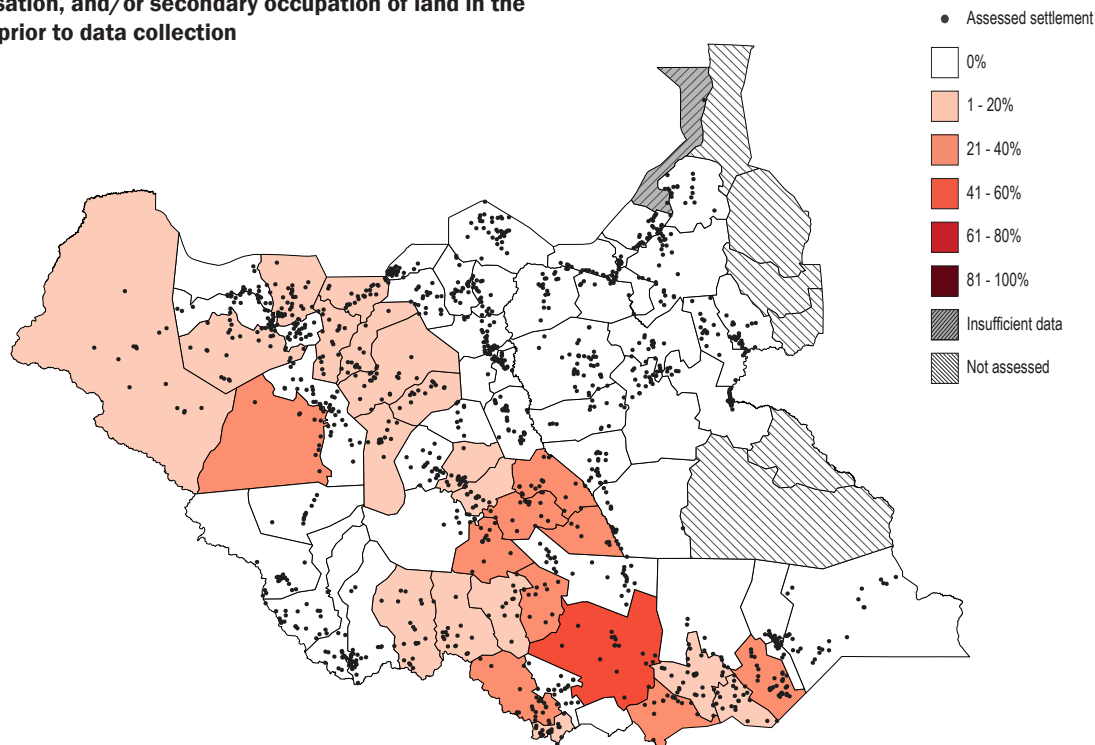 and/or secondary occupation of land in the
prior to data collection
Assessed settlement
0%
1 - 20%
21 - 40%
41 - 60%
61 - 80%
81 - 100%
Insufficient data
Not assessed